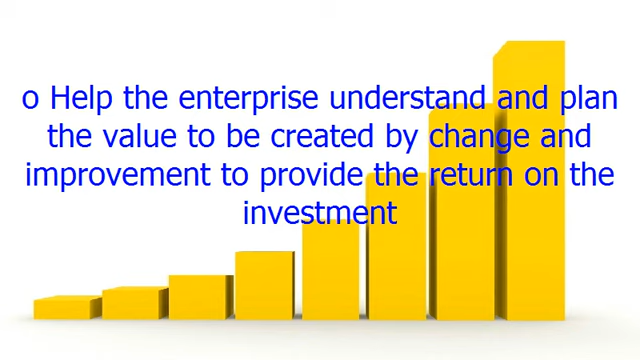 o Help the enterprise understand and plan
the value to be created by change and
improvement to provide the return on the
investment